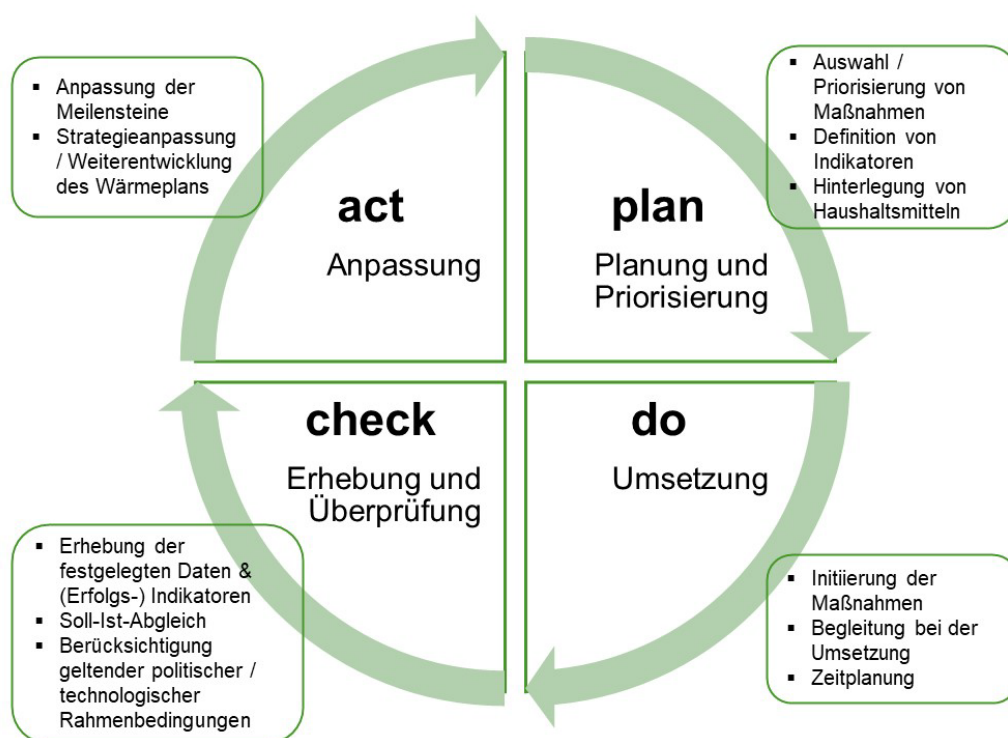 ▪ Anpassung der
Meilensteine
▪ Strategieanpassung
/ Weiterentwicklung
des Wärmeplans
act
Anpassung
▪ Auswahl /
Priorisierung von
Maßnahmen
▪ Definition von
Indikatoren
▪ Hinterlegung von
Haushaltsmitteln
plan
Planung und
Priorisierung
check
Erhebung und
Überprüfung
▪ Erhebung der
festgelegten Daten &
(Erfolgs-) Indikatoren
▪ Soll-Ist-Abgleich
▪ Berücksichtigung
geltender politischer /
technologischer
Rahmenbedingungen
do
Umsetzung
▪ Initiierung der
Maßnahmen
▪ Begleitung bei der
Umsetzung
▪ Zeitplanung